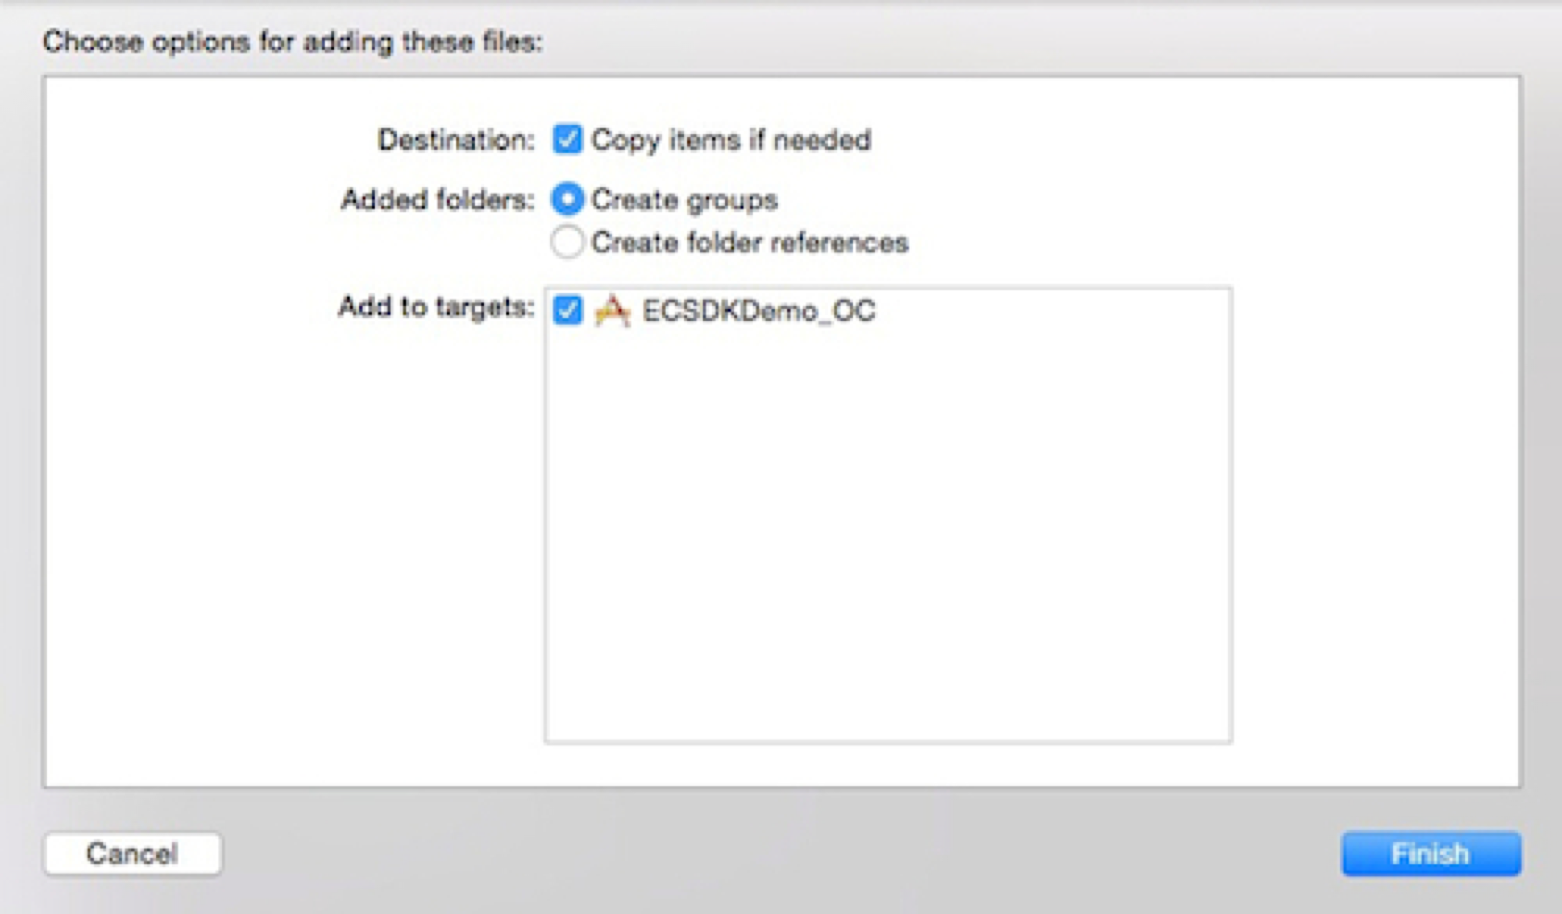 Choose options for adding these files:
Destination: Copy items if needed
Added folders: Create groups
Create folder references
Add to targets: ECSDKDemo_OC
Cancel Finish